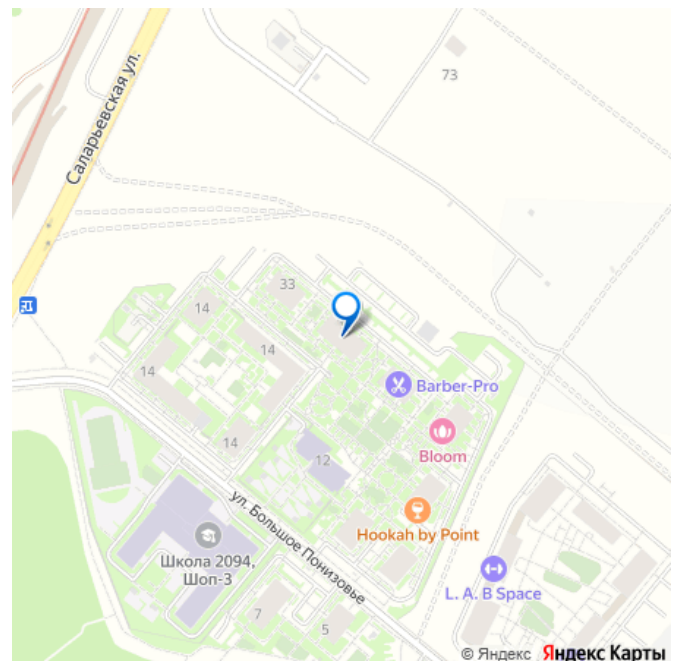 73
Саларьевская ул.
33
14
14
14
Barber-Pro
Bloom
14
12
ул. Большое Понизовье
Hookah by Point
Школа 2094,
Шоп-3
L. A. B Space
7
5
© Яндекс Яндекс Карты